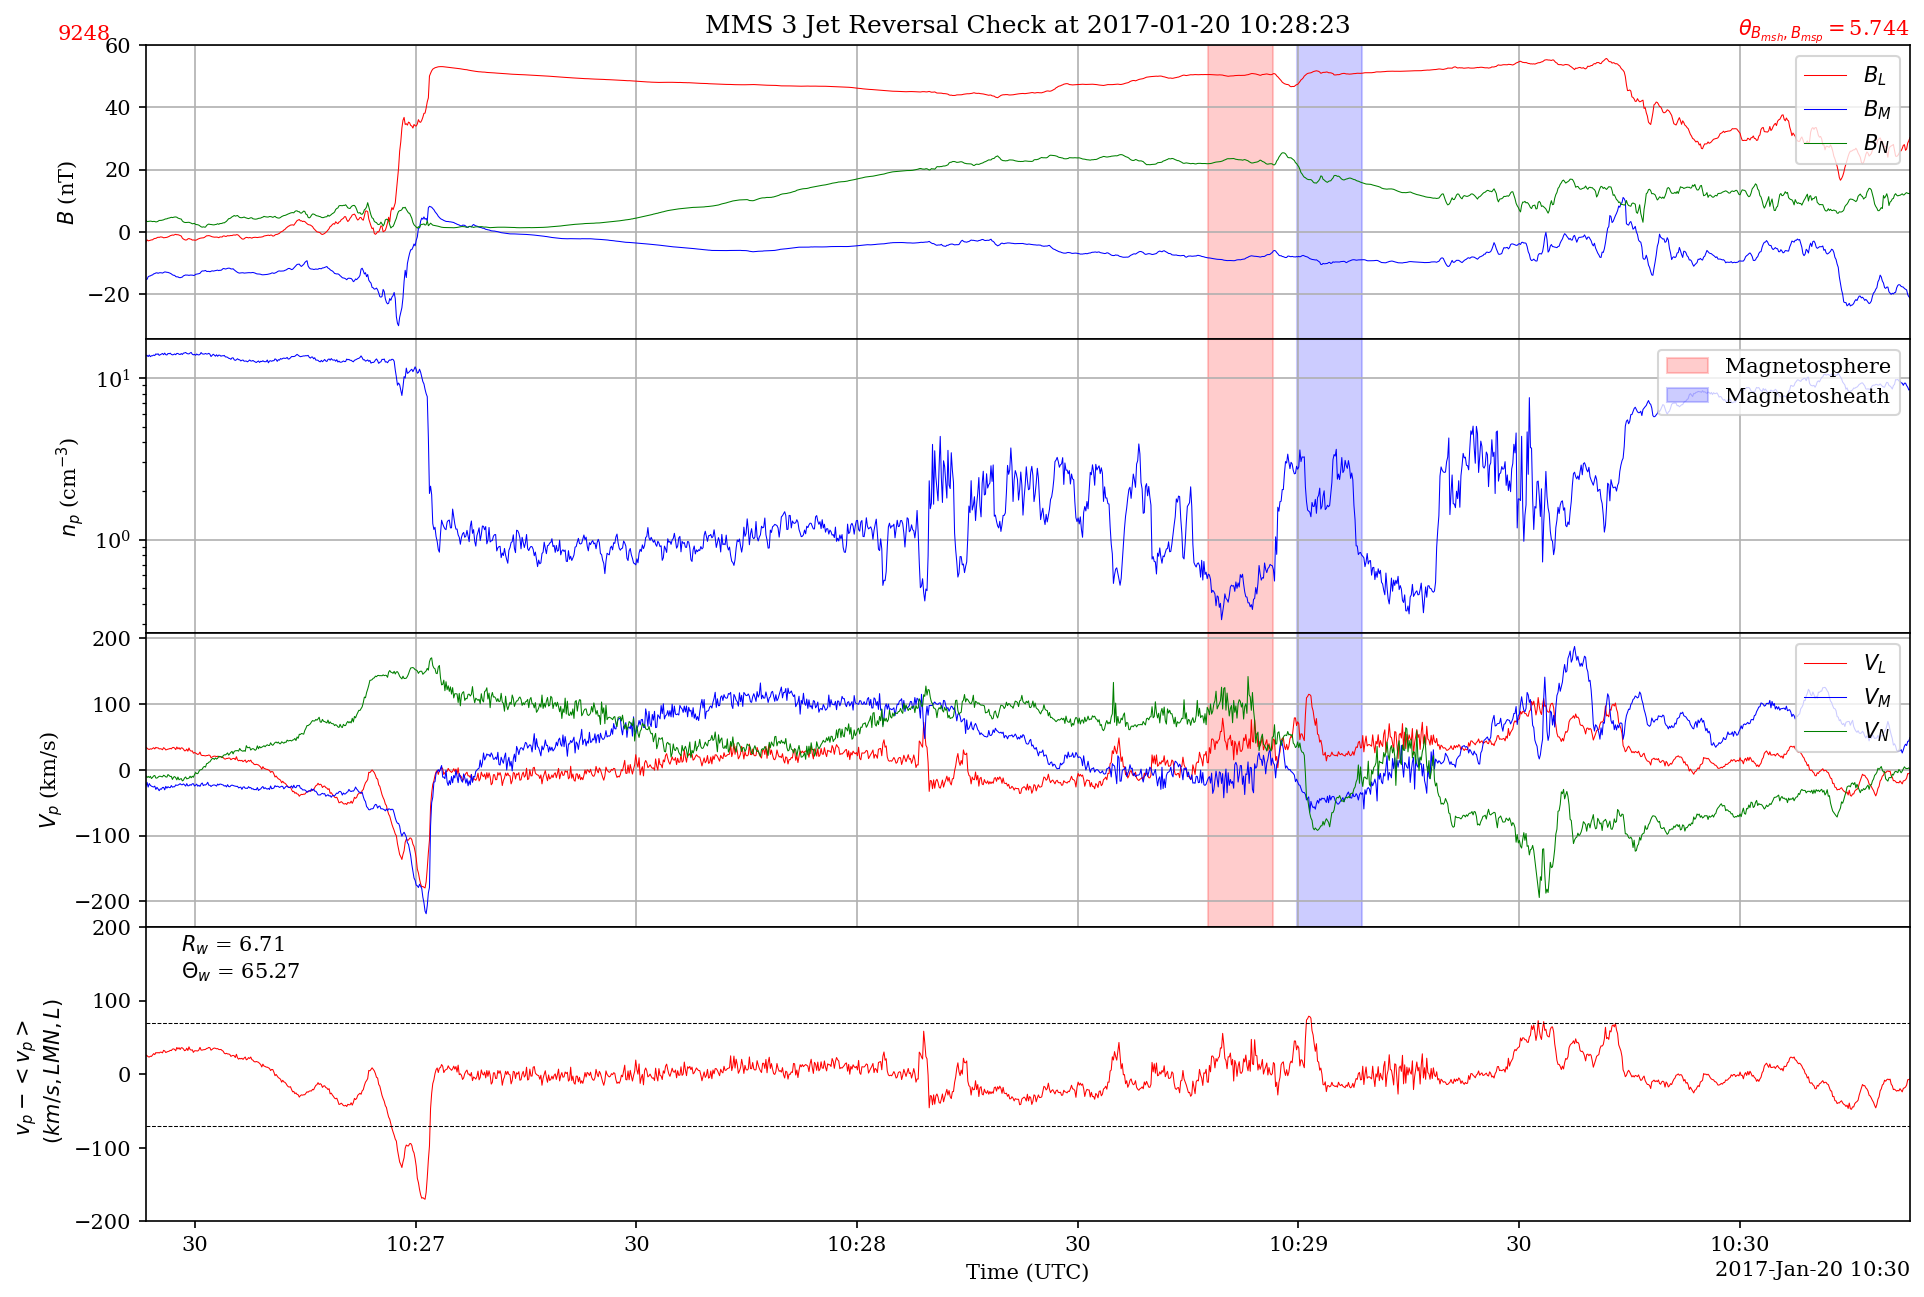 9248
MMS 3 Jet Reversal Check at 2017-01-20 10:28:23
θ_{B_{msh}, B_{msp}} = 5.744
60
40
20
0
−20
B (nT)
B_L
B_M
B_N
10^1
10^0
n_p (cm^{−3})
Magnetosphere
Magnetosheath
200
100
0
−100
−200
V_p (km/s)
V_L
V_M
V_N
200
100
0
−100
−200
v_p − < v_p >
(km/s, LMN, L)
R_w = 6.71
Θ_w = 65.27
30
10:27
30
10:28
30
10:29
30
10:30
Time (UTC)
2017-Jan-20 10:30